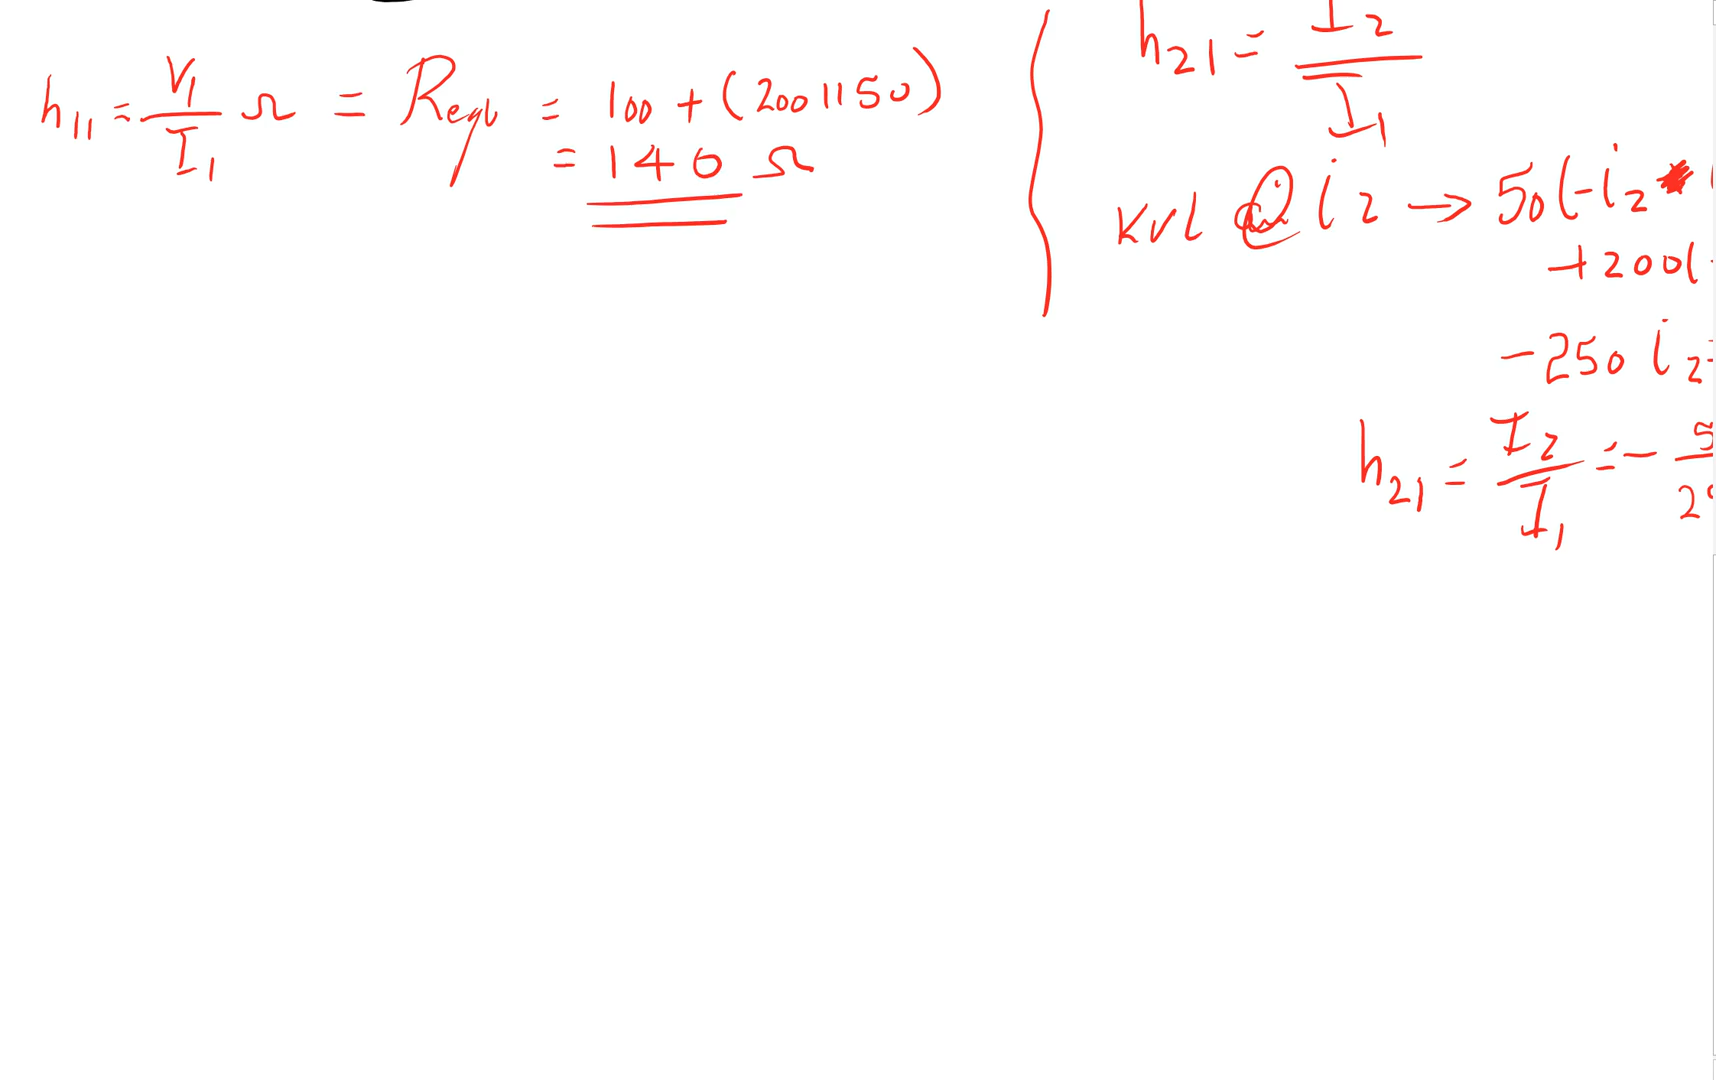 h11 = V1/I1 Ω = Reqb = 100 + (200||50)
= 140 Ω
h21 = I2/I1
KVL @ i2 → 50(-i2
+200(-
-250 i2
h21 = I2/I1 = -